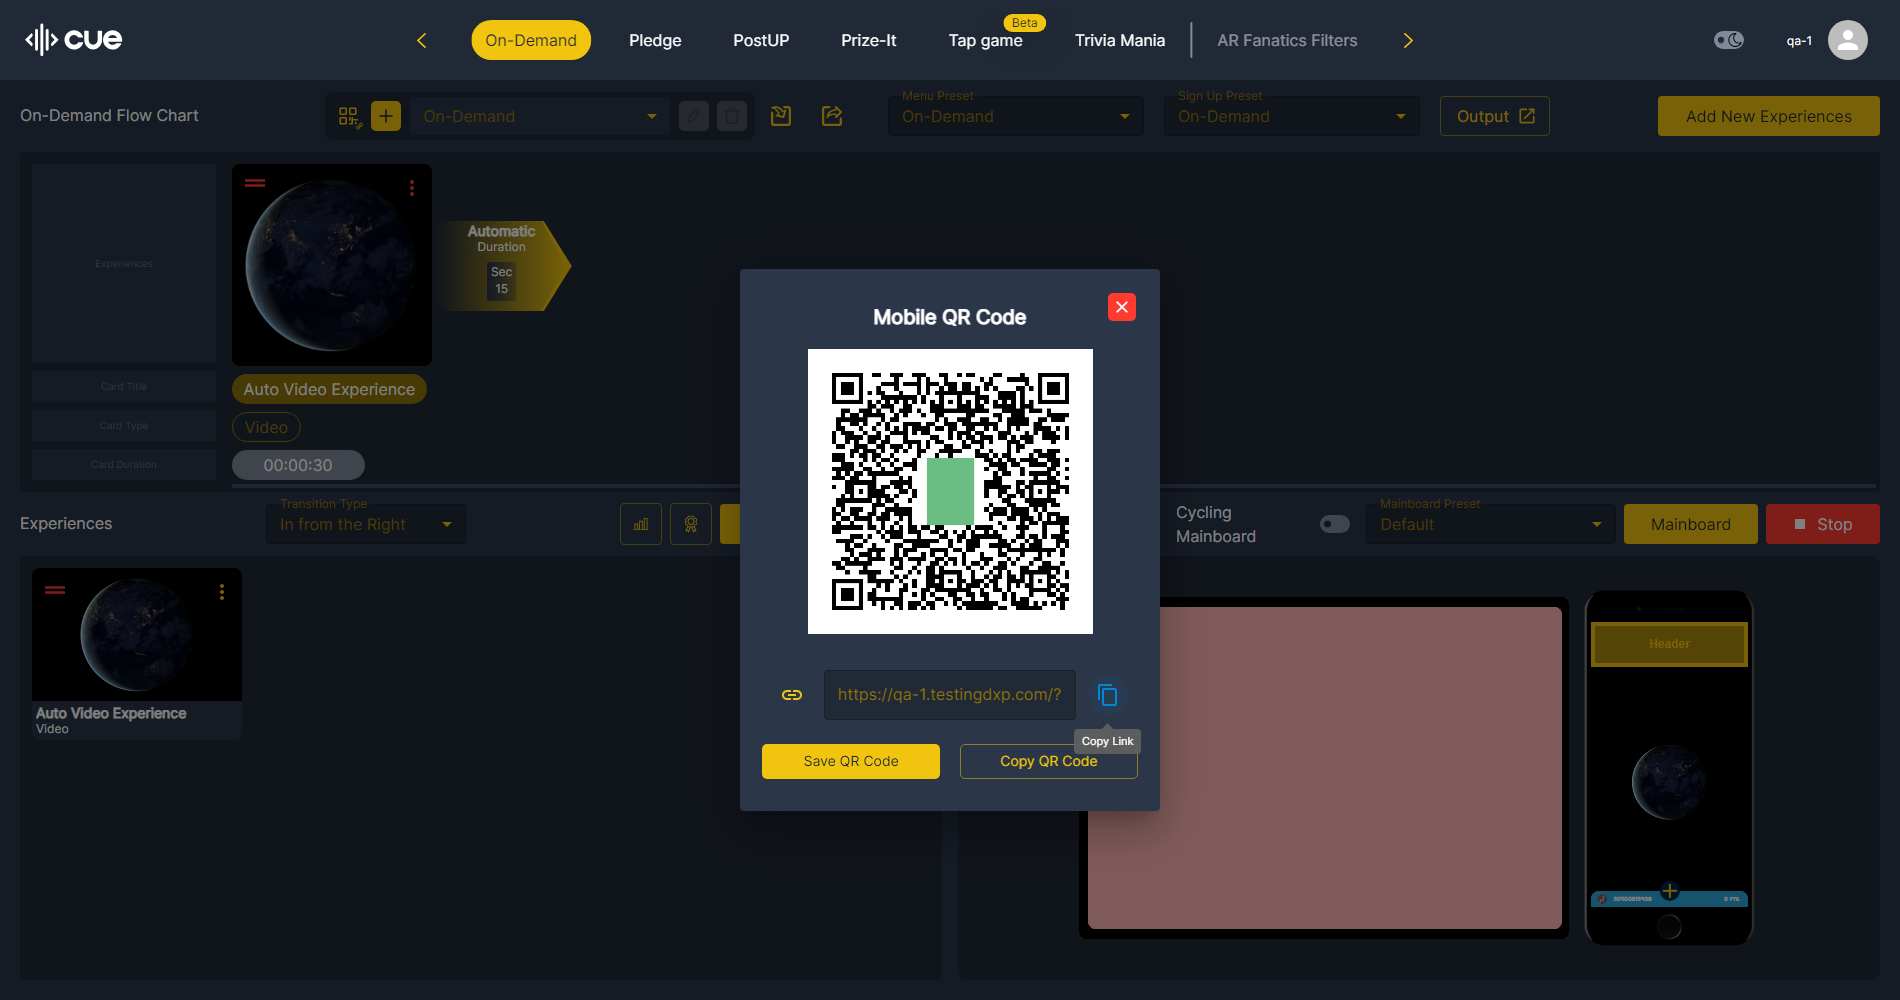 cue
On-Demand
Pledge
PostUP
Prize-It
Tap game
Beta
Trivia Mania
AR Fanatics Filters
qa-1
On-Demand Flow Chart
On-Demand
Menu Preset
On-Demand
Sign Up Preset
On-Demand
Output
Add New Experiences
Experiences
Automatic
Duration
Sec
15
Card Title
Auto Video Experience
Card Type
Video
Card Duration
00:00:30
Mobile QR Code
https://qa-1.testingdxp.com/?
Copy Link
Save QR Code
Copy QR Code
Experiences
Transition Type
In from the Right
Cycling
Mainboard
Mainboard Preset
Default
Mainboard
Stop
Auto Video Experience
Video
Header
0 PTS.